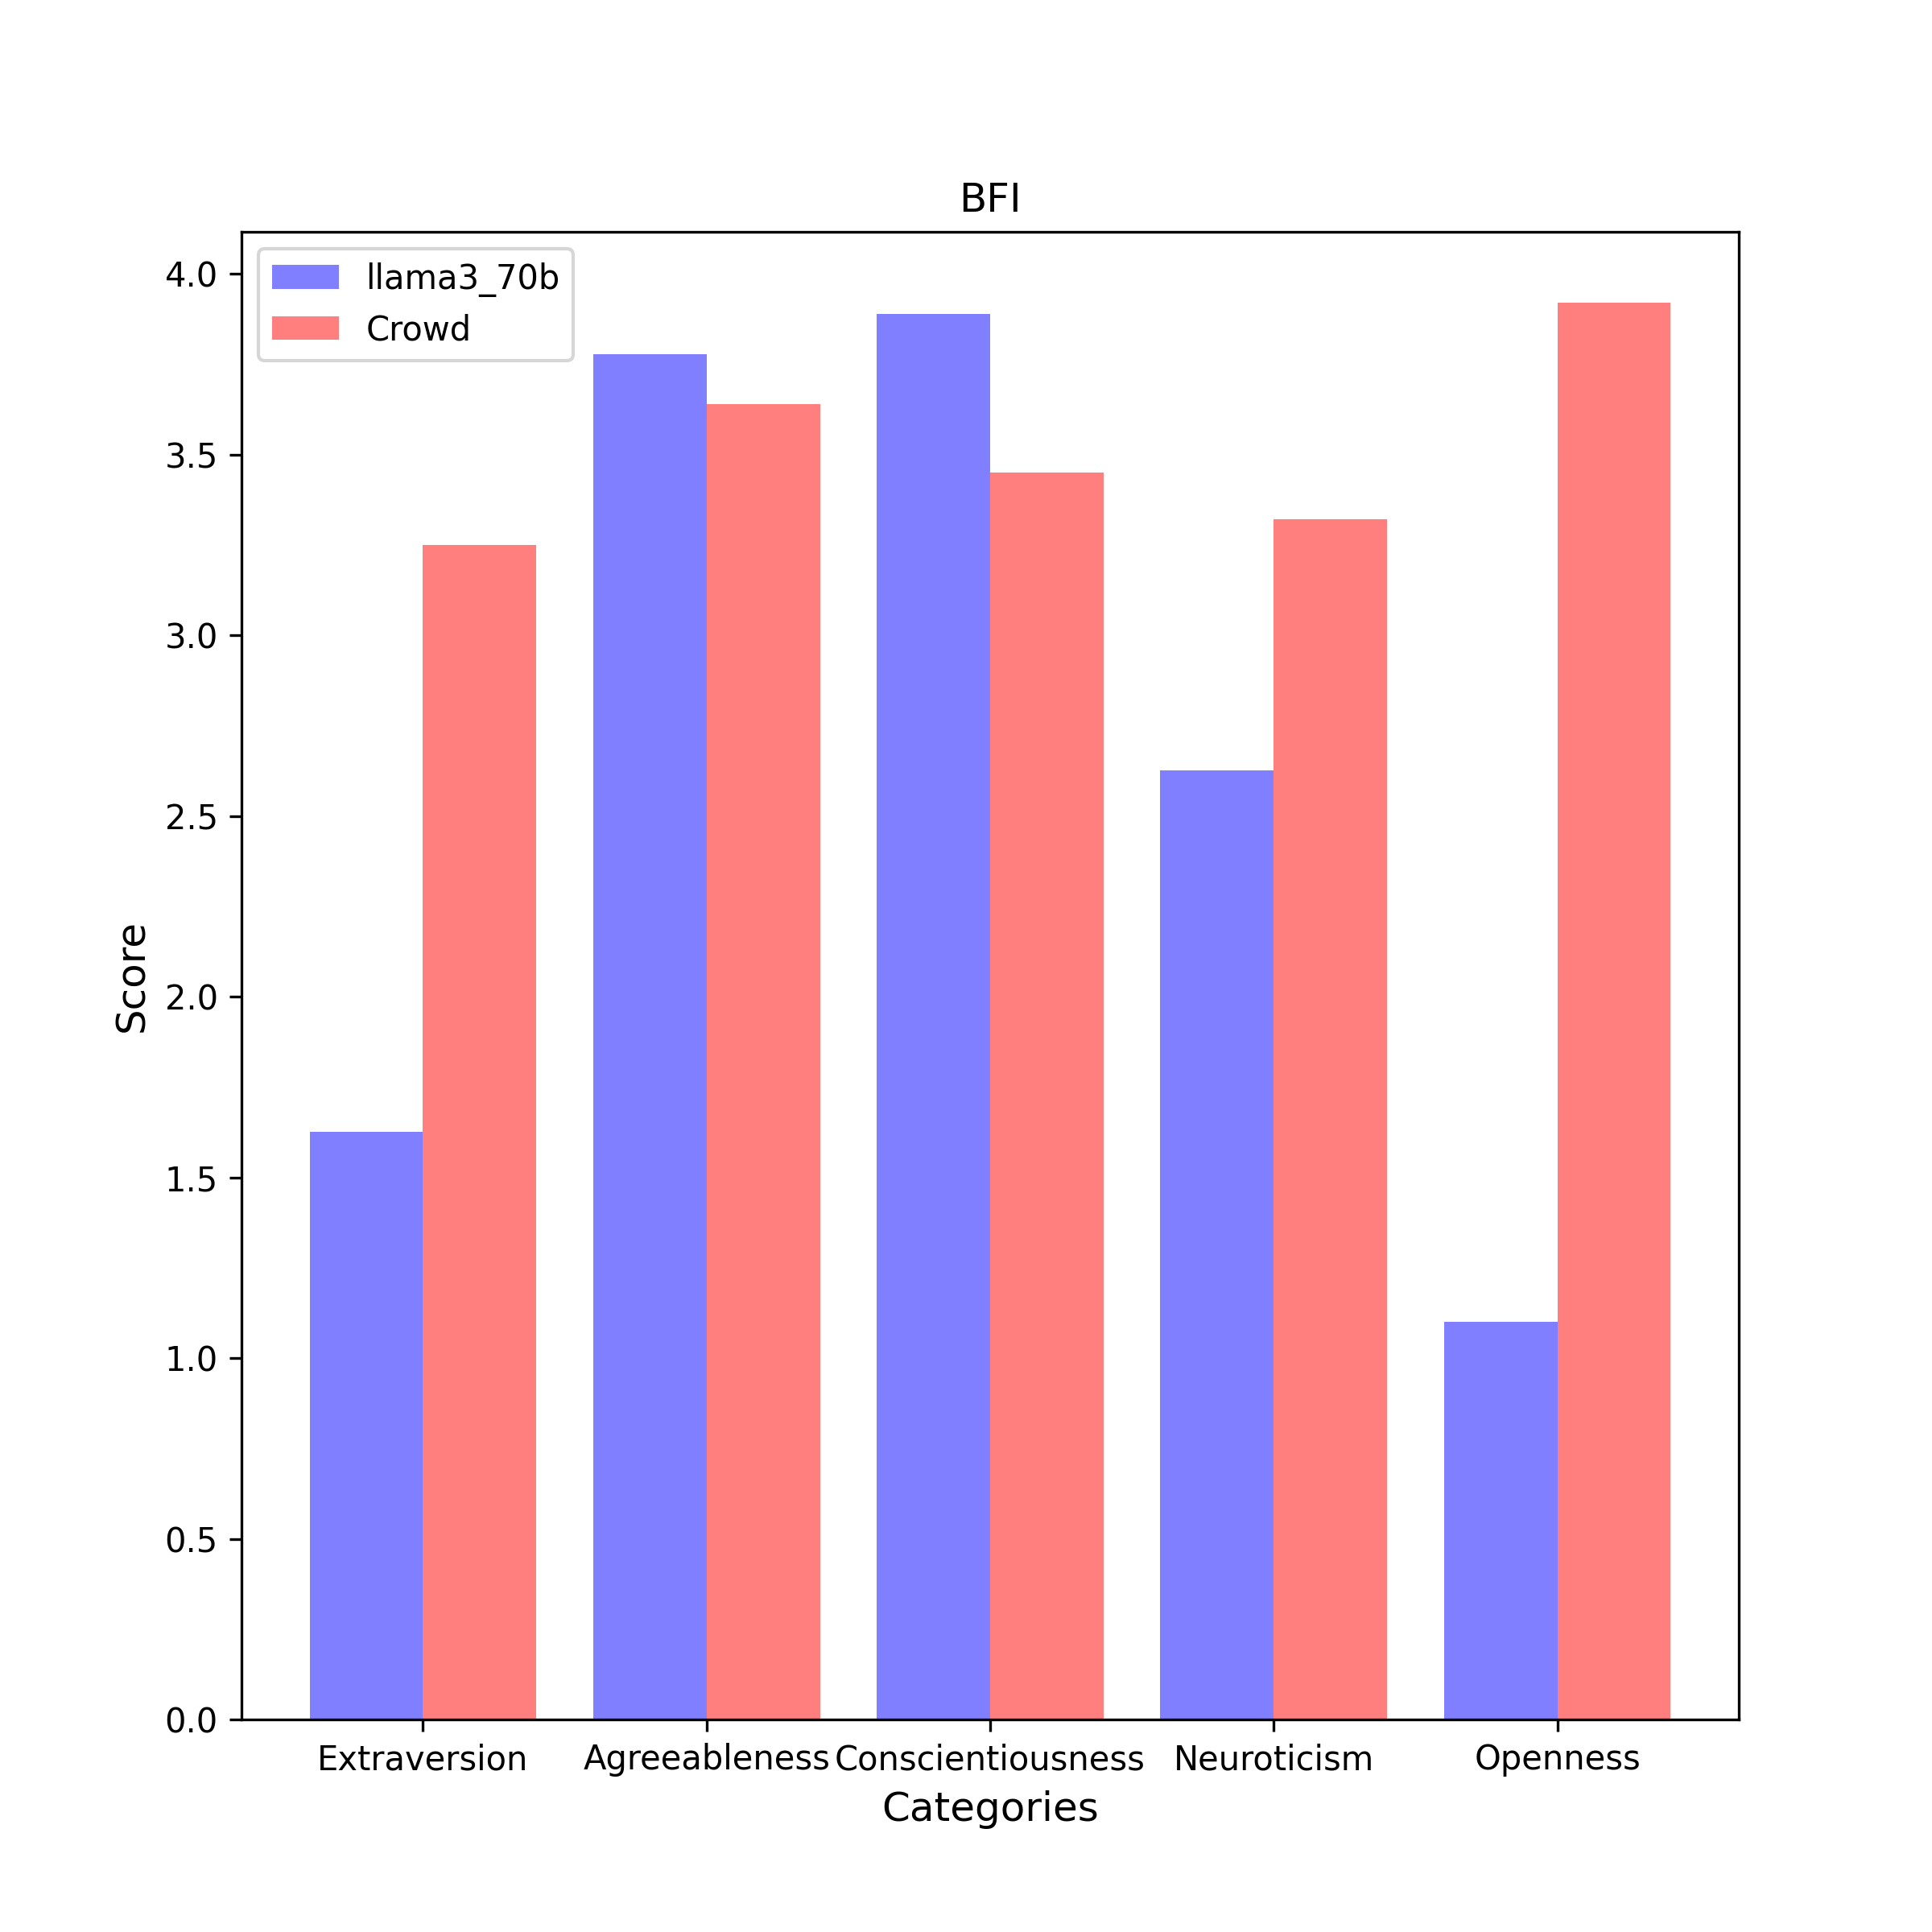 BFI
llama3_70b
Crowd
4.0
3.5
3.0
2.5
2.0
1.5
1.0
0.5
0.0
Score
Extraversion Agreeableness Conscientiousness Neuroticism Openness
Categories